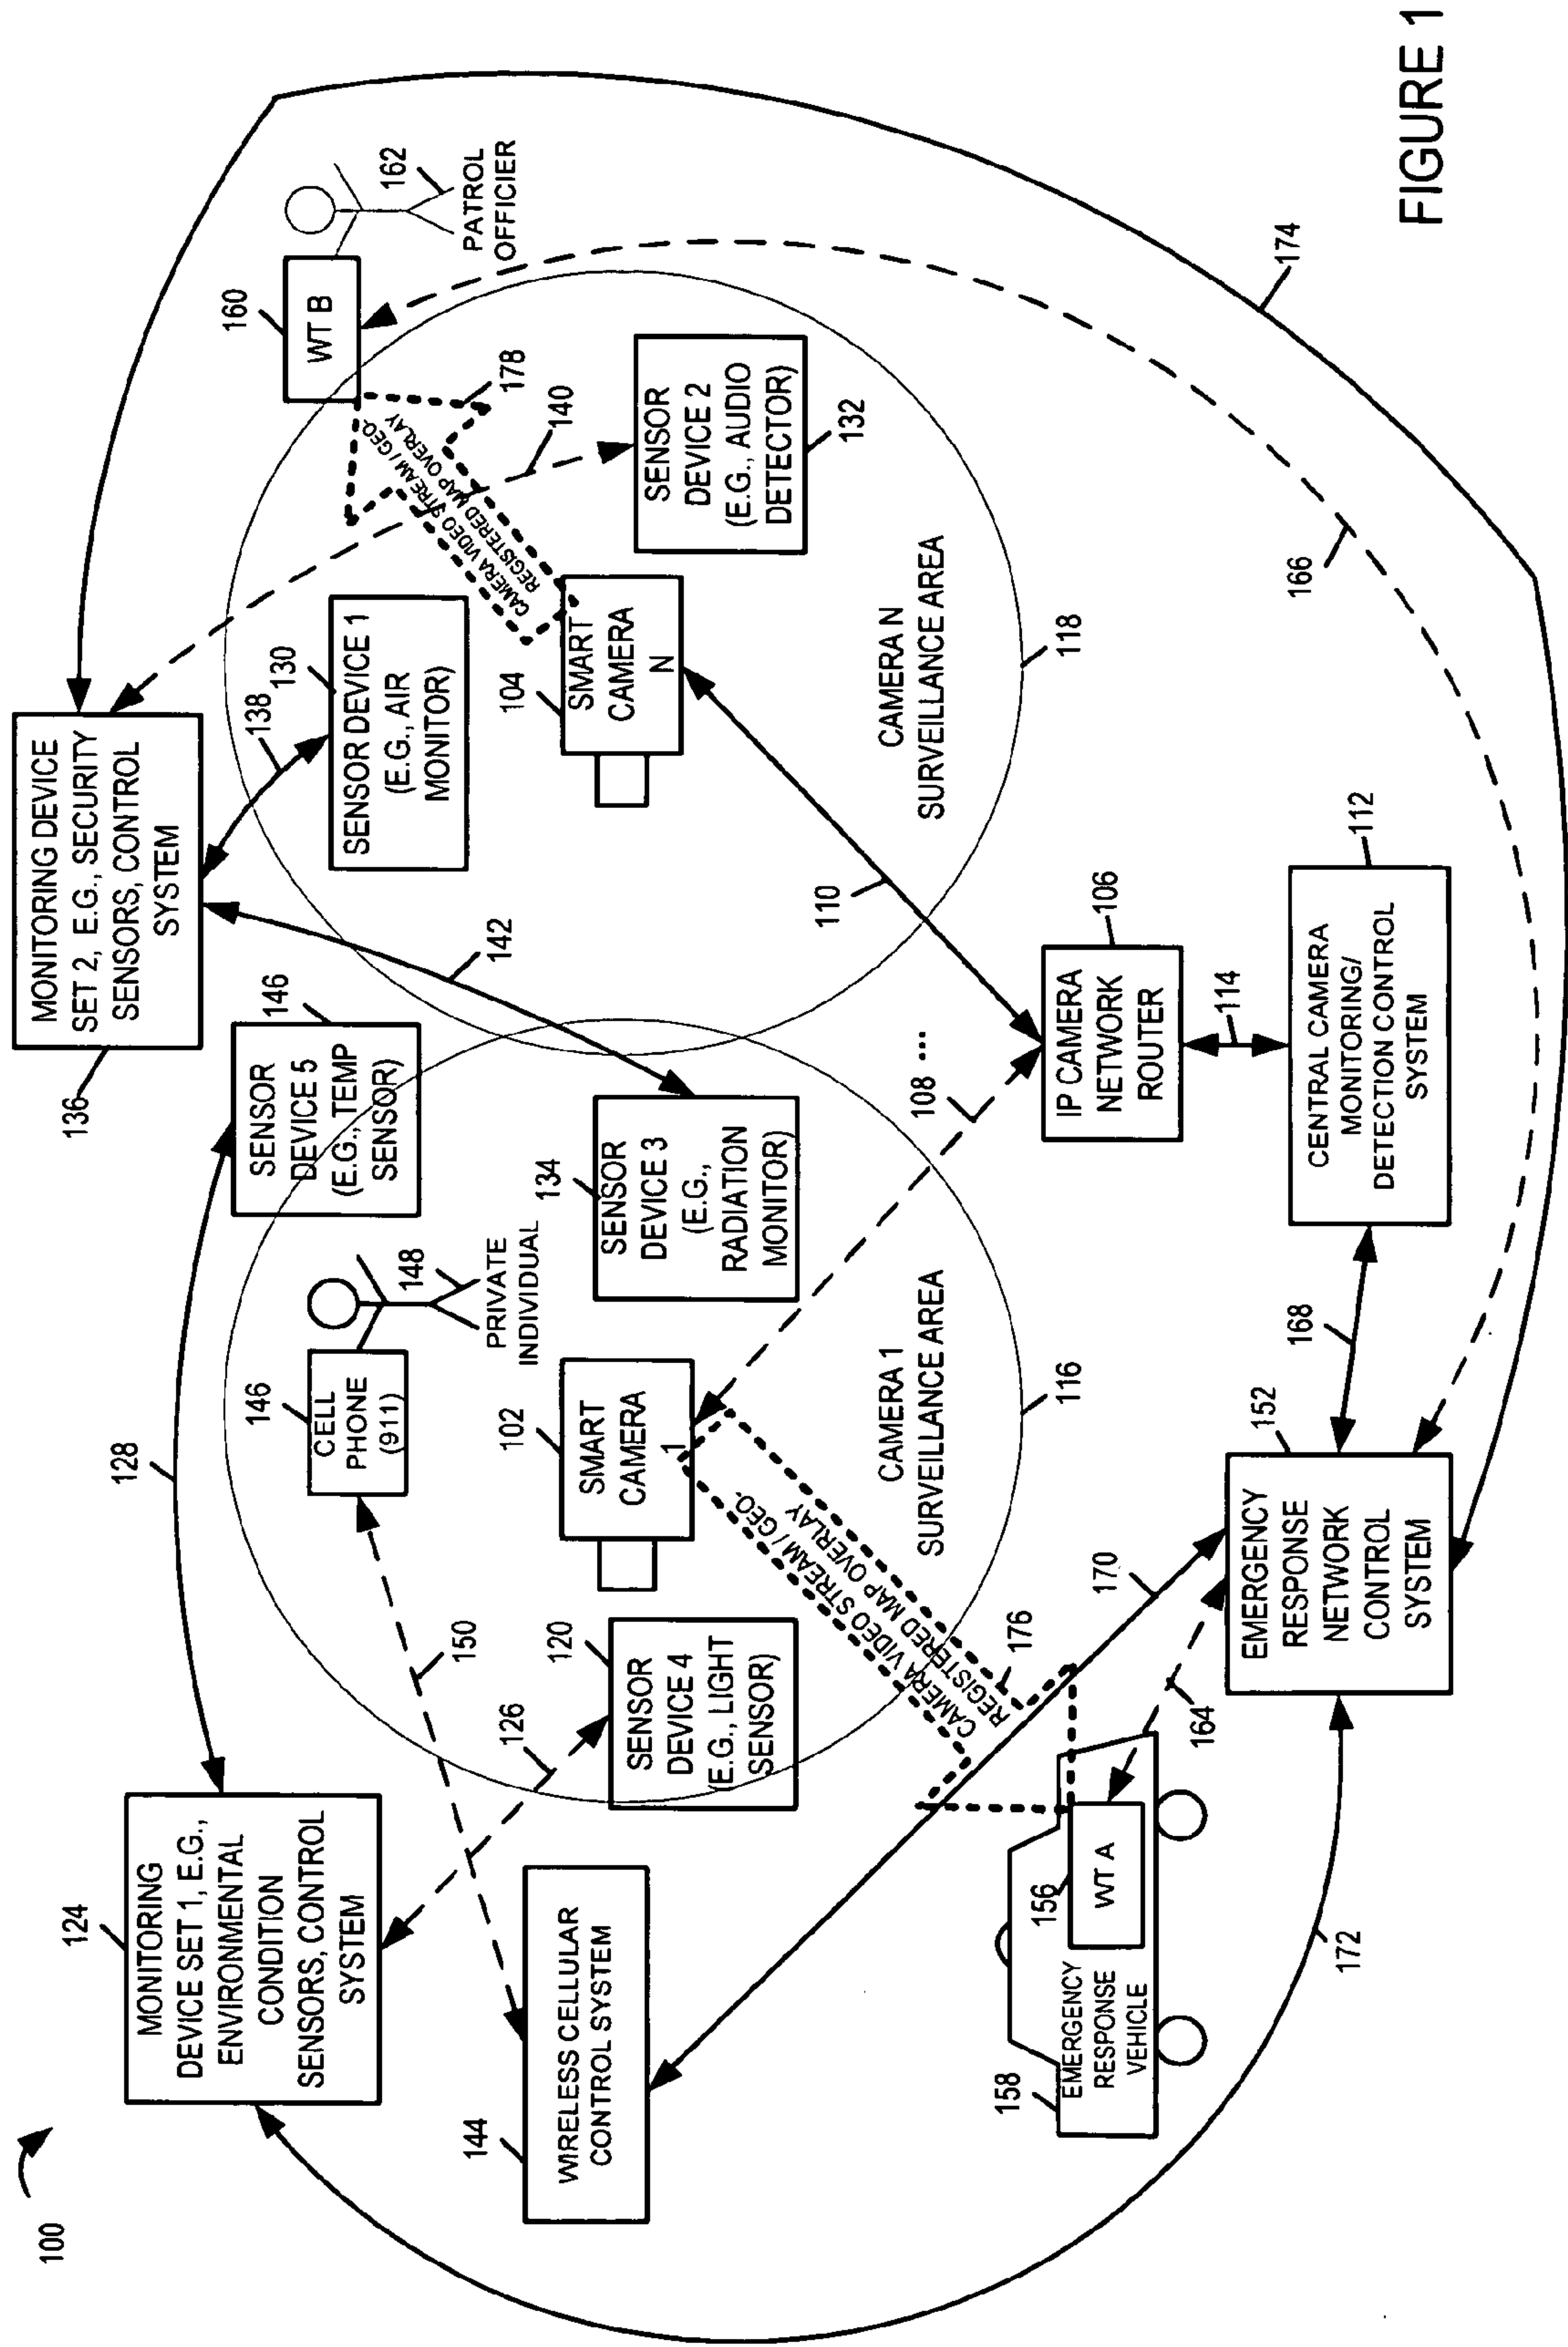 100
124
MONITORING
DEVICE SET 1, E.G.,
ENVIRONMENTAL
CONDITION
SENSORS, CONTROL
SYSTEM
128
136
MONITORING DEVICE
SET 2, E.G., SECURITY
SENSORS, CONTROL
SYSTEM
146
SENSOR
DEVICE 5
(E.G., TEMP
SENSOR)
142
138
130
SENSOR DEVICE 1
(E.G., AIR
MONITOR)
160
WT B
162
PATROL
OFFICIER
146
CELL
PHONE
(911)
148
PRIVATE
INDIVIDUAL
150
126
144
WIRELESS CELLULAR
CONTROL SYSTEM
120
SENSOR
DEVICE 4
(E.G., LIGHT
SENSOR)
102
SMART
CAMERA
1
134
SENSOR
DEVICE 3
(E.G.,
RADIATION
MONITOR)
104
SMART
CAMERA
N
CAMERA VIDEO STREAM / GEO.
REGISTERED MAP OVERLAY
178
140
SENSOR
DEVICE 2
(E.G., AUDIO
DETECTOR)
132
CAMERA VIDEO STREAM / GEO.
REGISTERED MAP OVERLAY
176
CAMERA 1
SURVEILLANCE AREA
116
108 ...
110
CAMERA N
SURVEILLANCE AREA
118
158
EMERGENCY
RESPONSE
VEHICLE
156
WT A
164
170
172
152
EMERGENCY
RESPONSE
NETWORK
CONTROL
SYSTEM
168
106
IP CAMERA
NETWORK
ROUTER
114
112
CENTRAL CAMERA
MONITORING/
DETECTION CONTROL
SYSTEM
166
174
FIGURE 1